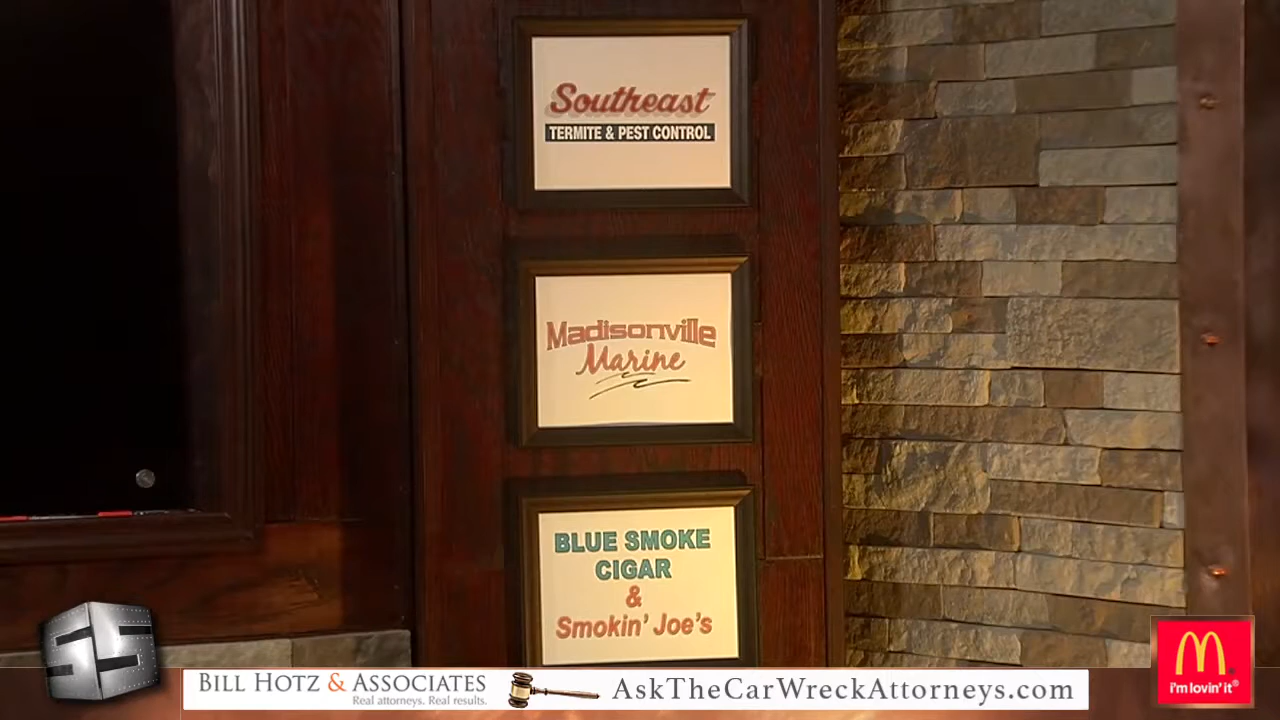 Southeast
TERMITE & PEST CONTROL
Madisonville
Marine
BLUE SMOKE
CIGAR
&
Smokin' Joe's
SS
BILL HOTZ & ASSOCIATES
Real attorneys. Real results.
ASKTHECARWRECKATTORNEYS.com
M
i'm lovin' it®